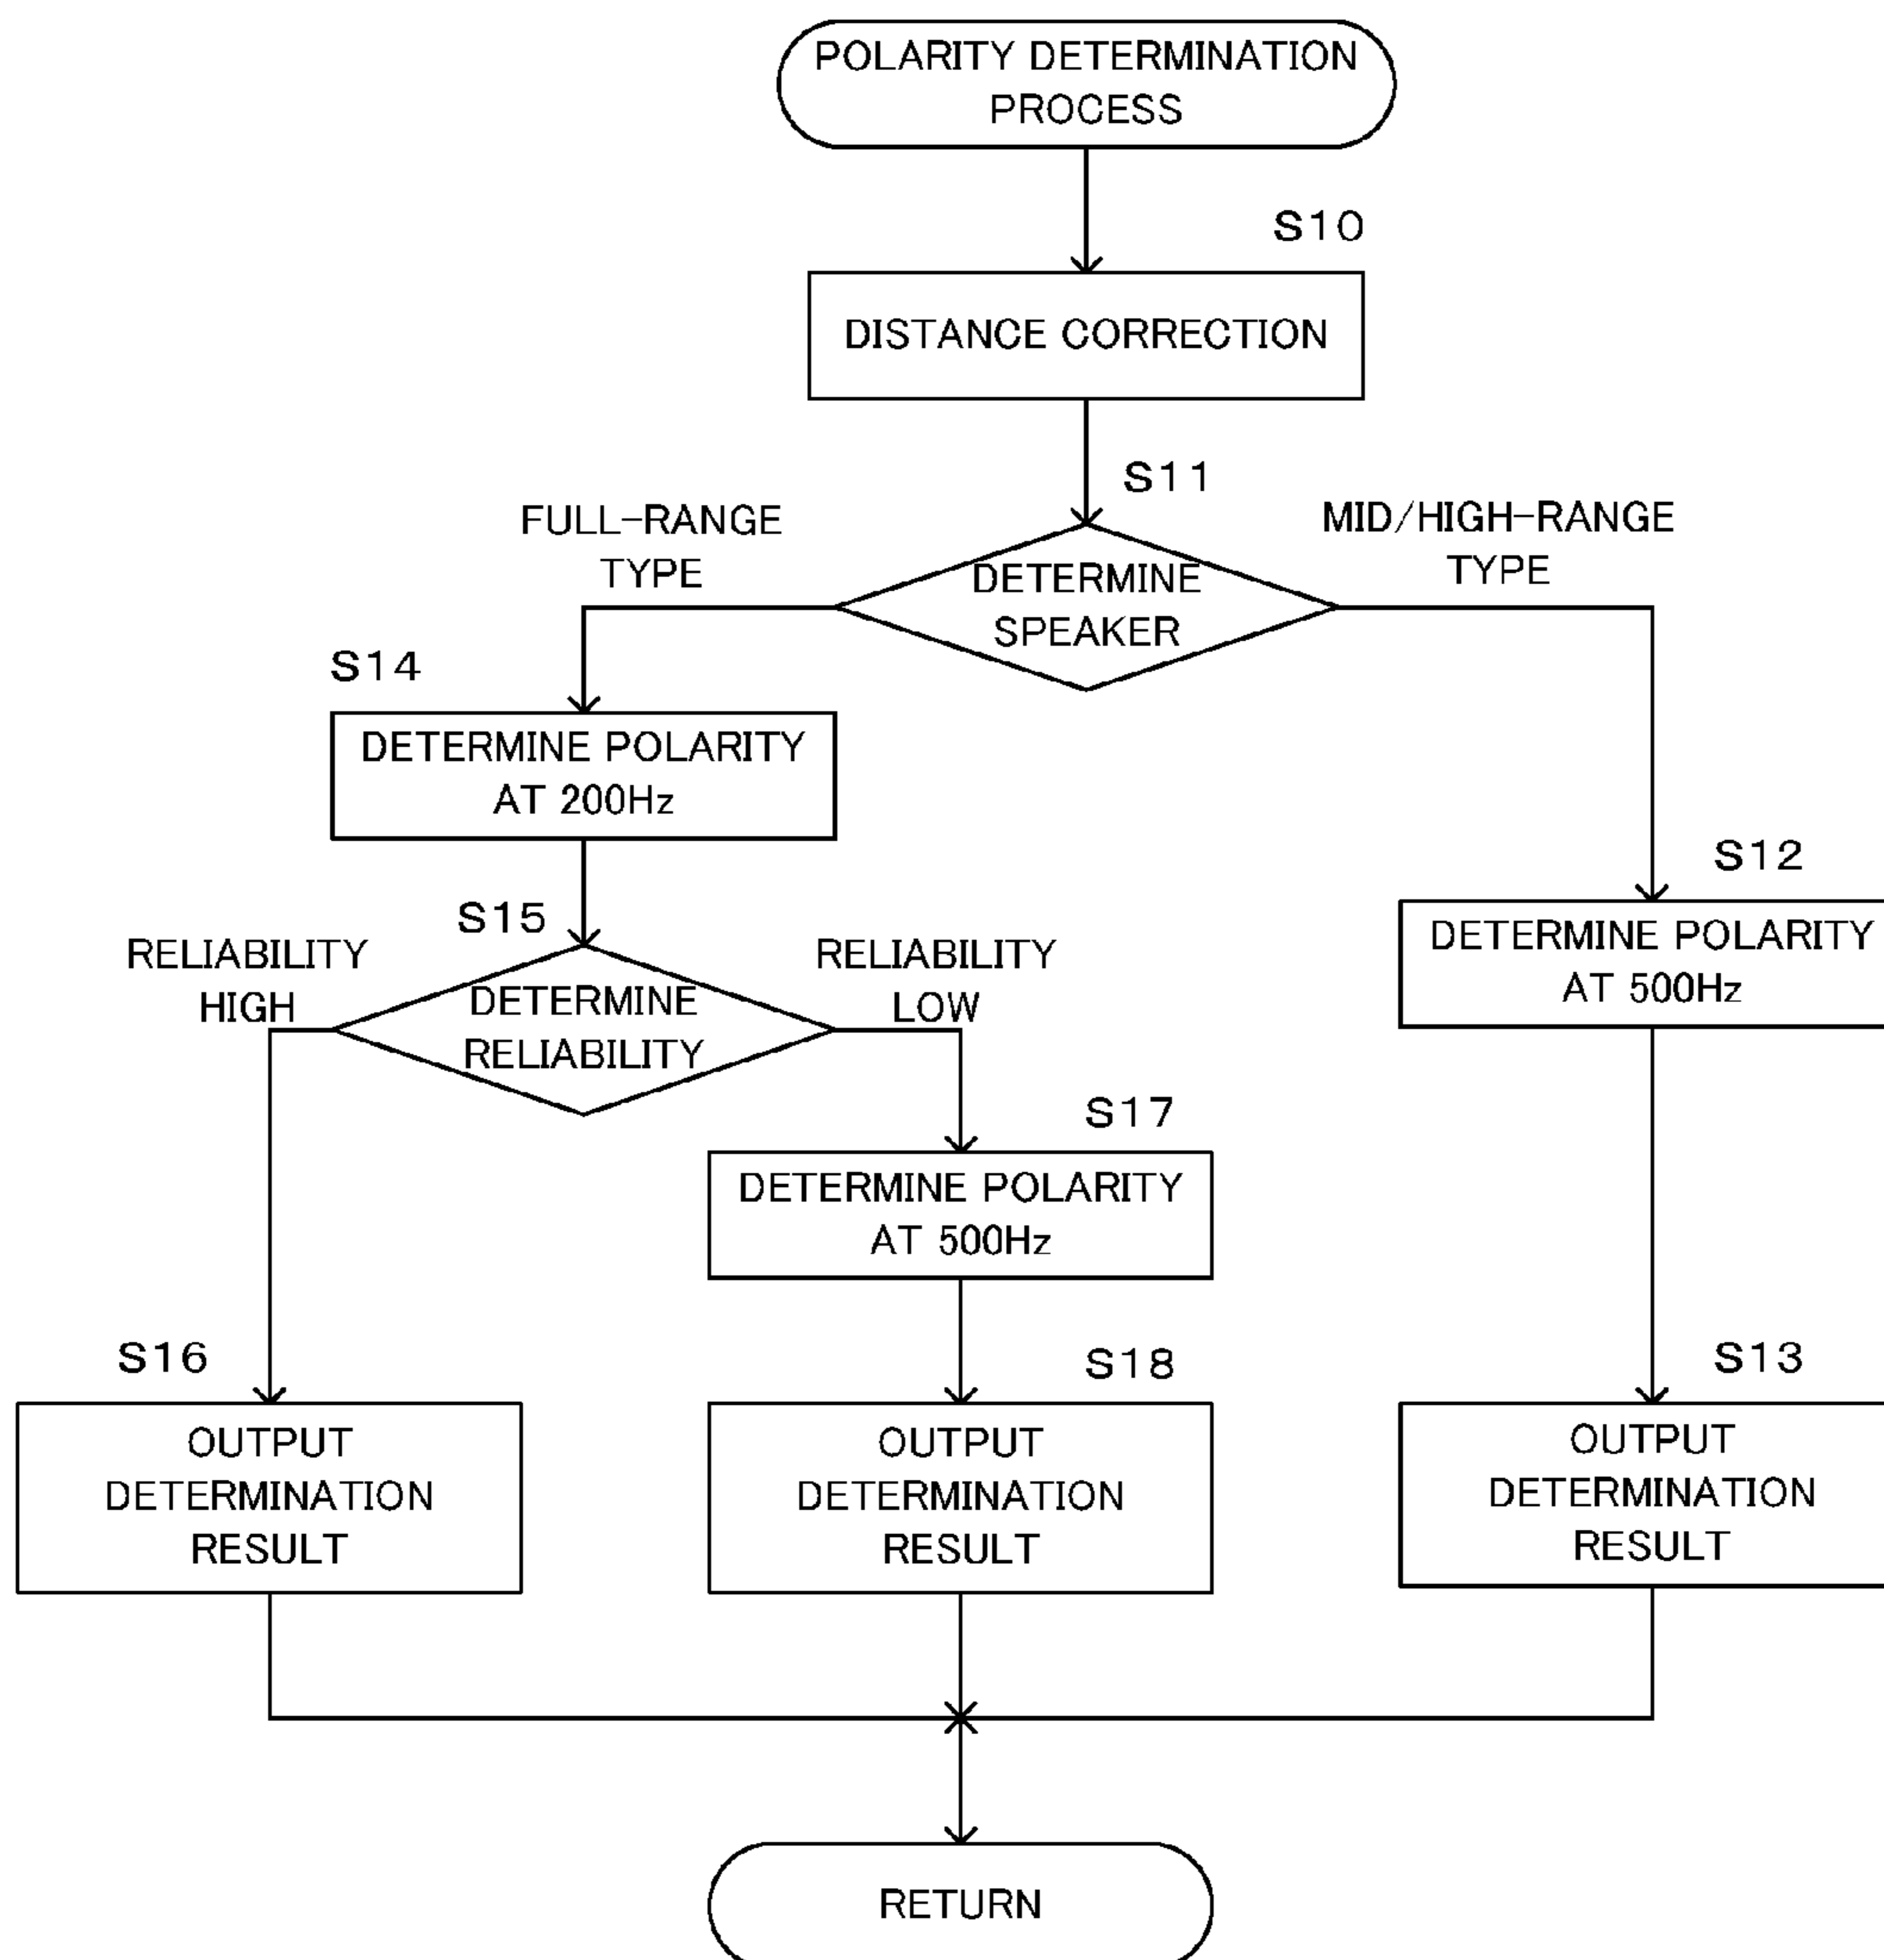 POLARITY DETERMINATION
PROCESS
S10
DISTANCE CORRECTION
S11
FULL-RANGE
TYPE
MID/HIGH-RANGE
TYPE
DETERMINE
SPEAKER
S14
DETERMINE POLARITY
AT 200Hz
S12
DETERMINE POLARITY
AT 500Hz
S15
RELIABILITY
HIGH
RELIABILITY
LOW
DETERMINE
RELIABILITY
S17
DETERMINE POLARITY
AT 500Hz
S16
OUTPUT
DETERMINATION
RESULT
S18
OUTPUT
DETERMINATION
RESULT
S13
OUTPUT
DETERMINATION
RESULT
RETURN